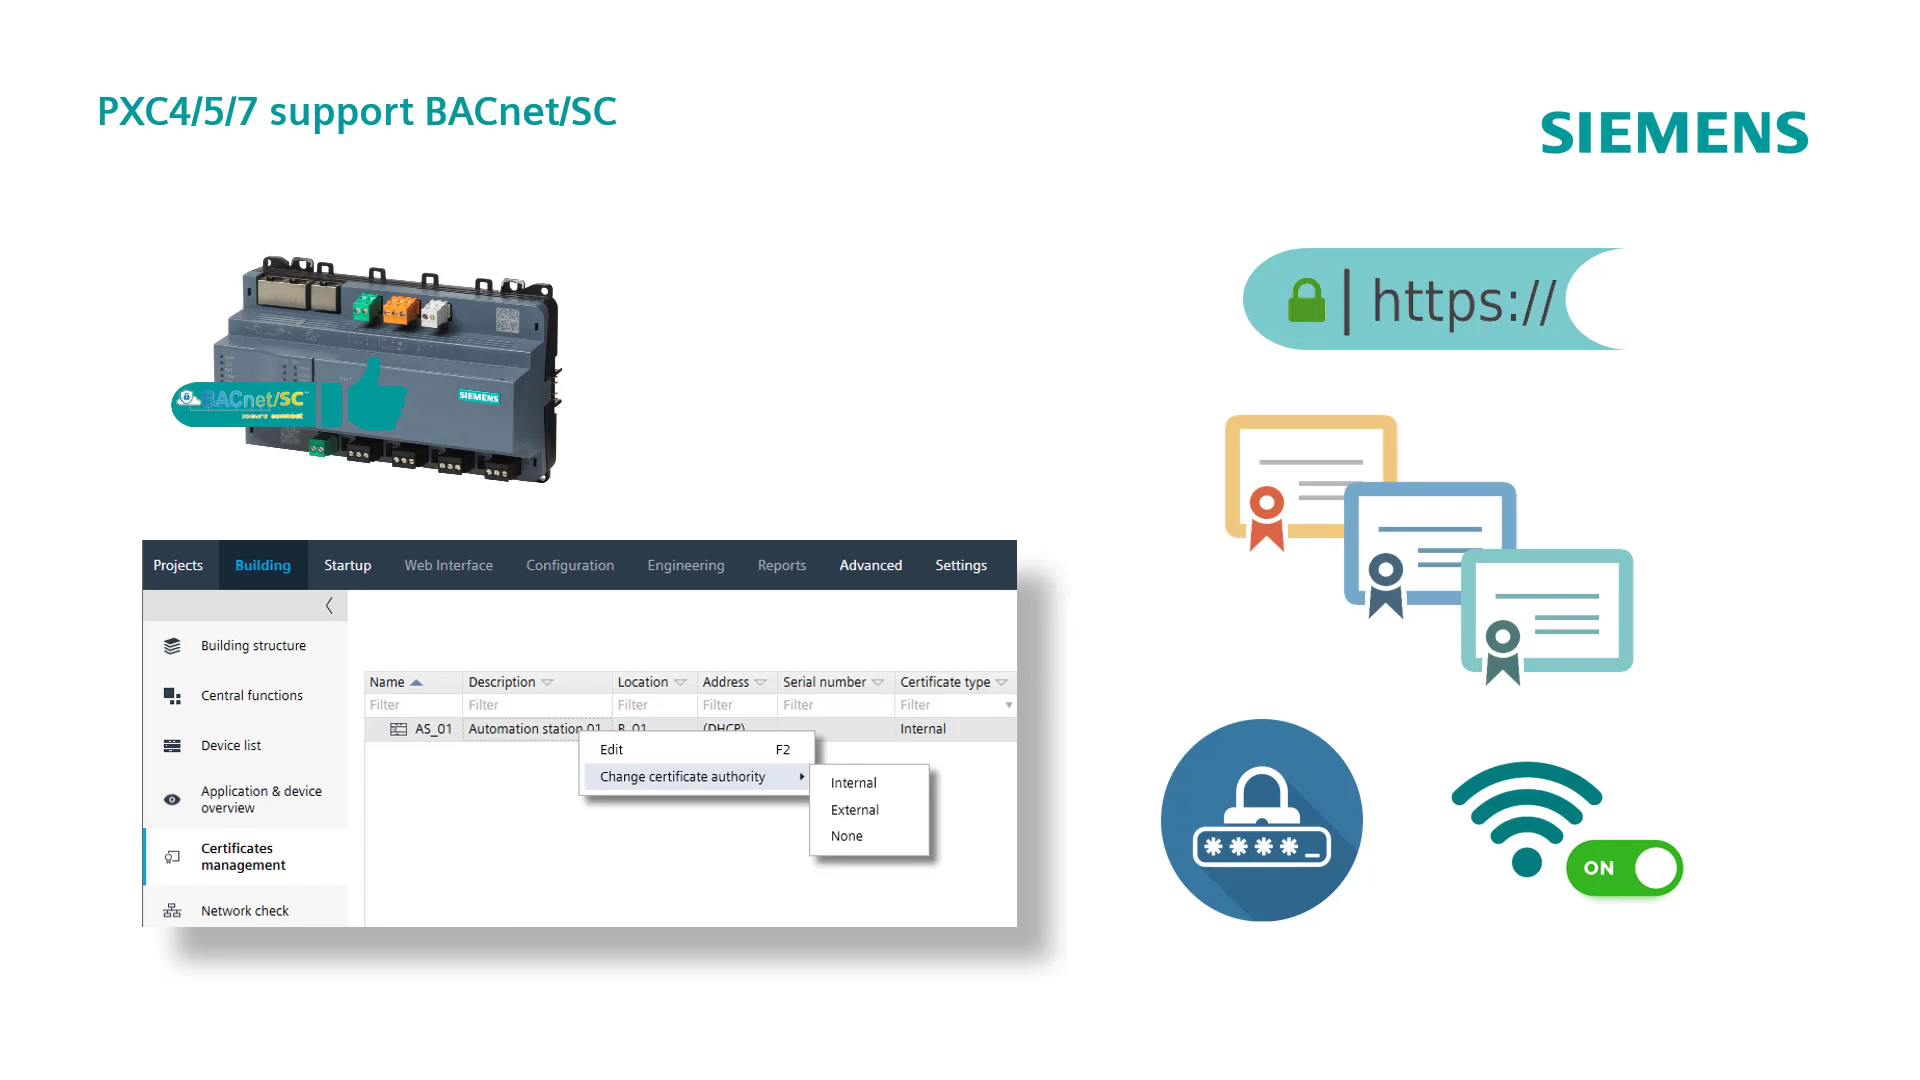 PXC4/5/7 support BACnet/SC
SIEMENS
SIEMENS
BACnet/SC
secure connect
https://
Projects Building Startup Web Interface Configuration Engineering Reports Advanced Settings
Building structure
Central functions
Device list
Application & device
overview
Certificates
management
Network check
Name Description Location Address Serial number Certificate type
Filter Filter Filter Filter Filter Filter
AS_01 Automation station 01 B_01 (DHCP) Internal
Edit F2
Change certificate authority
Internal
External
None
****_
ON